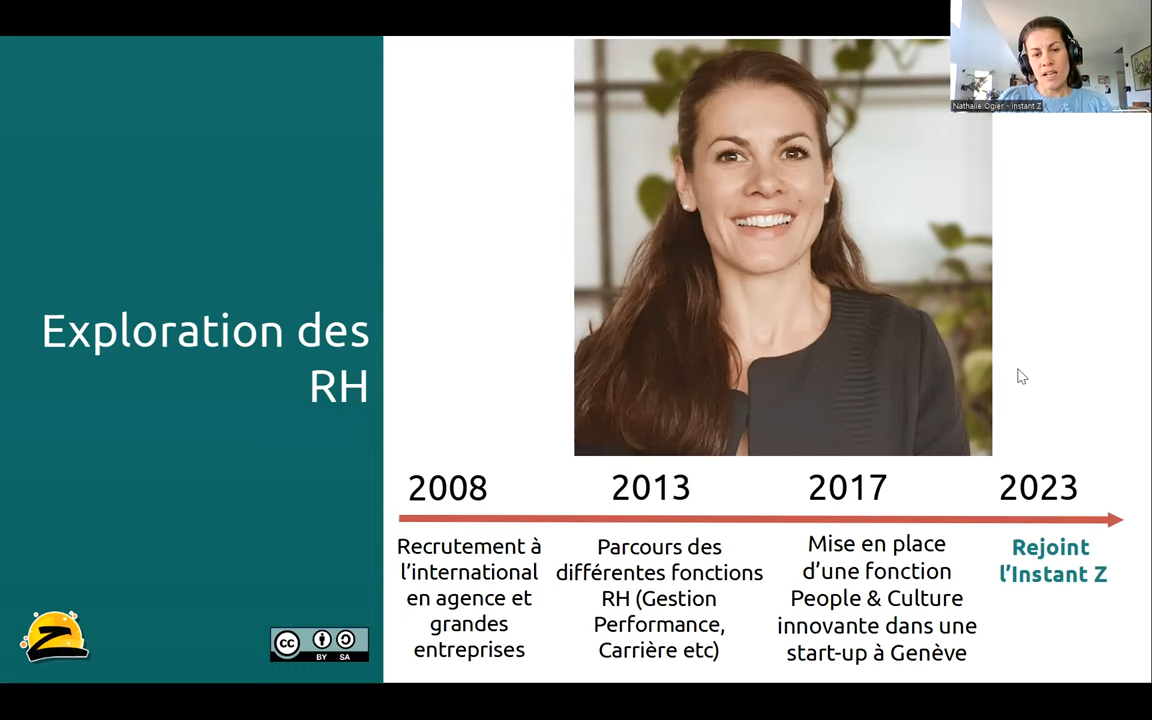 Nathalie Ogier - Instant Z
Exploration des
RH
2008
2013
2017
2023
Recrutement à
l'international
en agence et
grandes
entreprises
Parcours des
différentes fonctions
RH (Gestion
Performance,
Carrière etc)
Mise en place
d'une fonction
People & Culture
innovante dans une
start-up à Genève
Rejoint
l'Instant Z
Z
cc
BY SA